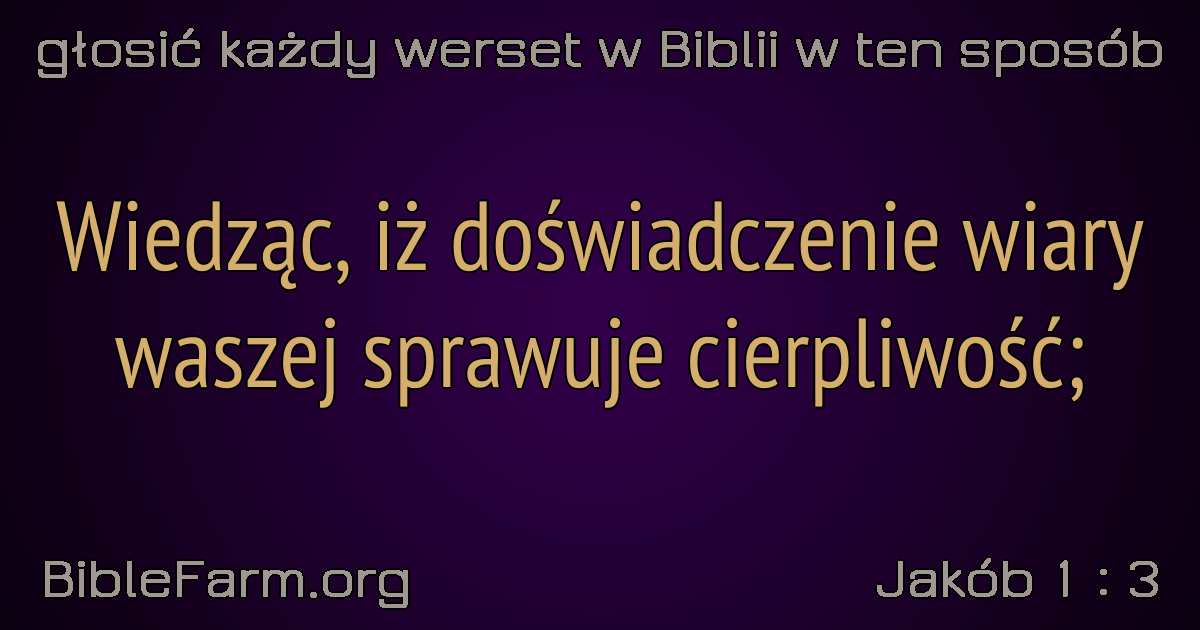 głosić każdy werset w Biblii w ten sposób
Wiedząc, iż doświadczenie wiary
waszej sprawuje cierpliwość;
BibleFarm.org
Jakób 1 : 3